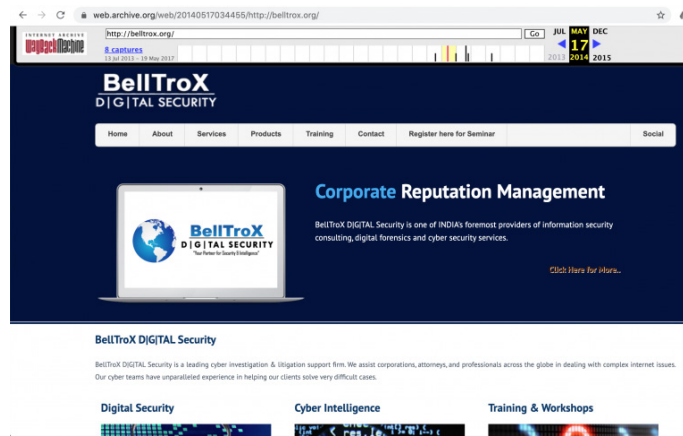 web.archive.org/web/20140517034455/http://belltrox.org/
INTERNET ARCHIVE
WayBackMachine
http://belltrox.org/
Go
JUL MAY DEC
8 captures
17
13 Jul 2013 – 19 May 2017
2013 2014 2015
BellTroX
D|G|TAL SECURITY
Home About Services Products Training Contact Register here for Seminar Social
Corporate Reputation Management
BellTroX
D|G|TAL SECURITY
"Your Partner for Security & Intelligence"
BellTroX D|G|TAL Security is one of INDIA's foremost providers of information security
consulting, digital forensics and cyber security services.
Click Here for More..
BellTroX D|G|TAL Security
BellTroX D|G|TAL Security is a leading cyber investigation & litigation support firm. We assist corporations, attorneys, and professionals across the globe in dealing with complex internet issues.
Our cyber teams have unparalleled experience in helping our clients solve very difficult cases.
Digital Security Cyber Intelligence Training & Workshops